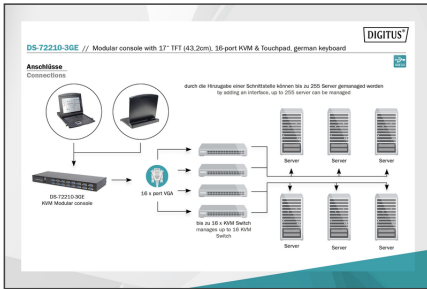 DIGITUS®
DS-72210-3GE // Modular console with 17" TFT (43,2cm), 16-port KVM & Touchpad, german keyboard
Anschlüsse
Connections
durch die Hinzugabe einer Schnittstelle können bis zu 255 Server gemanaged worden
by adding an interface, up to 255 server can be managed
Server
Server
Server
DS-72210-3GE
KVM Modular console
16 x port VGA
bis zu 16 x KVM Switch
manages up to 16 KVM
Switch
Server
Server
Server